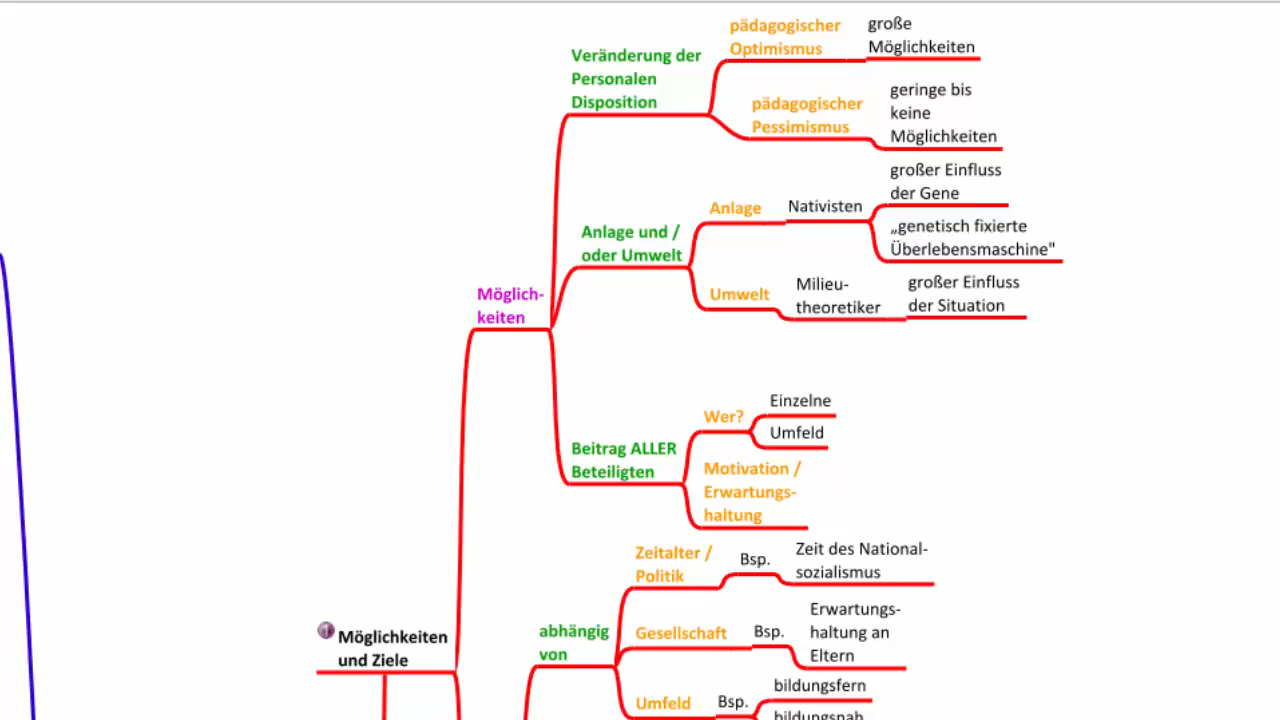 pädagogischer
Optimismus
große
Möglichkeiten
Veränderung der
Personalen
Disposition
pädagogischer
Pessimismus
geringe bis
keine
Möglichkeiten
großer Einfluss
der Gene
Anlage
Nativisten
„genetisch fixierte
Überlebensmaschine"
Anlage und /
oder Umwelt
Umwelt
Milieu-
theoretiker
großer Einfluss
der Situation
Möglich-
keiten
Einzelne
Wer?
Umfeld
Beitrag ALLER
Beteiligten
Motivation /
Erwartungs-
haltung
Zeitalter /
Politik
Bsp.
Zeit des National-
sozialismus
Möglichkeiten
und Ziele
abhängig
von
Gesellschaft
Bsp.
Erwartungs-
haltung an
Eltern
Umfeld
Bsp.
bildungsfern
bildungsnah